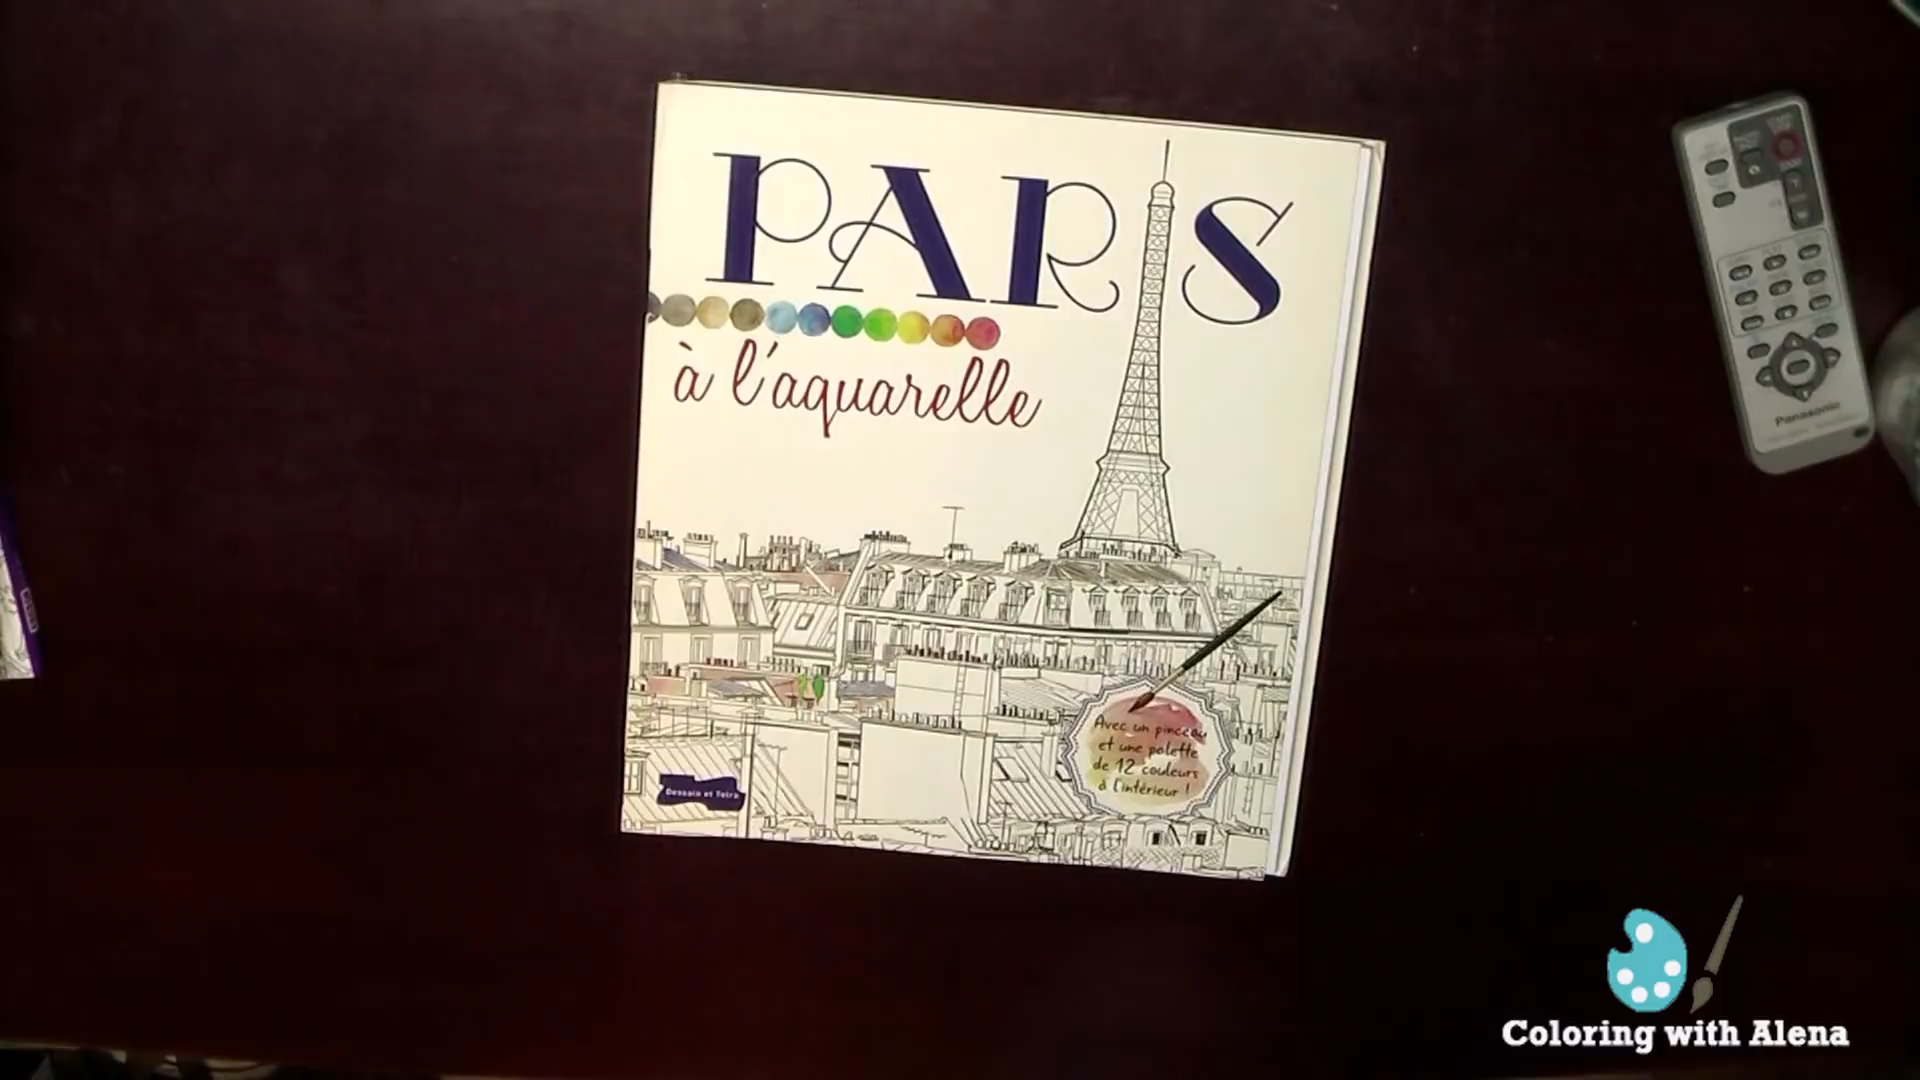 PARIS
à l'aquarelle
Avec un pinceau
et une palette
de 12 couleurs
à l'intérieur !
Dessain et Tolra
Panasonic
Coloring with Alena